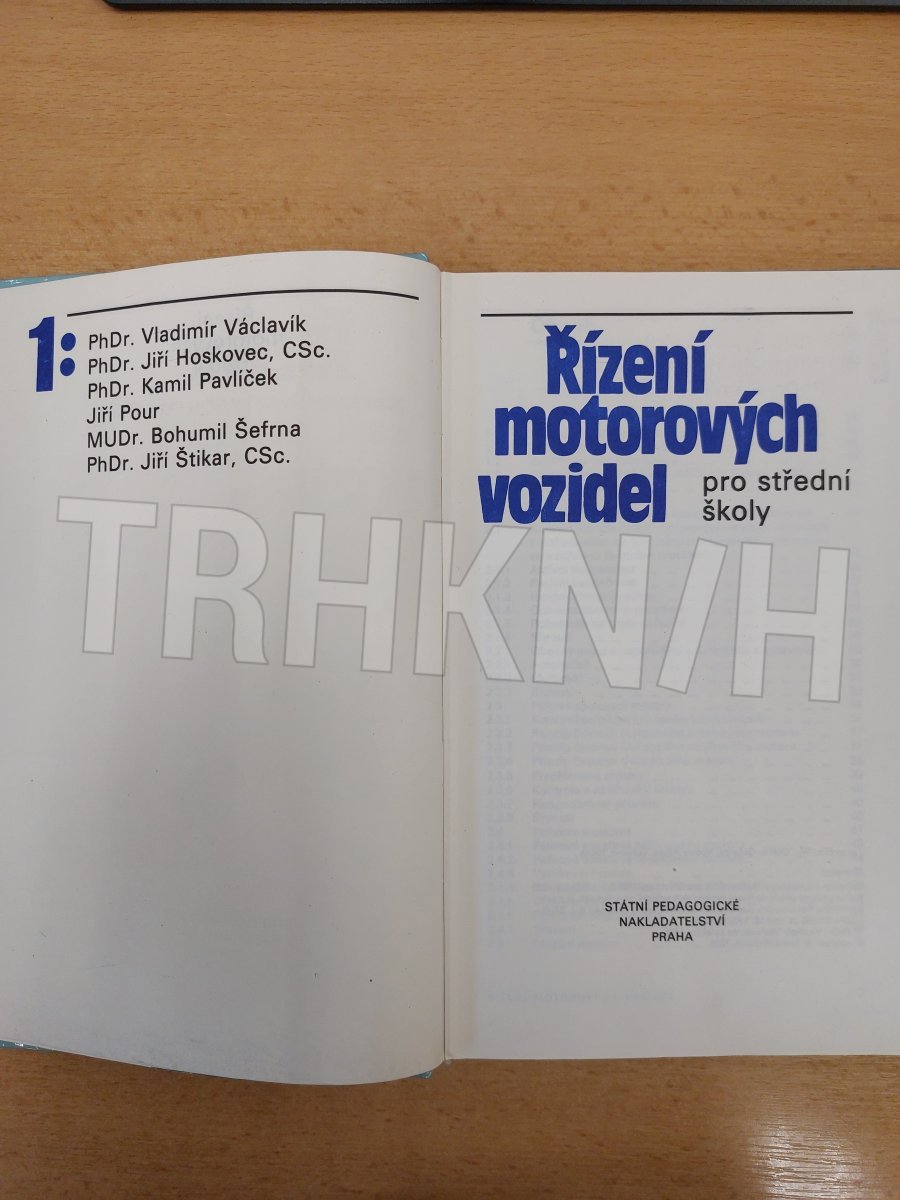 1:
PhDr. Vladimír Václavík
PhDr. Jiří Hoskovec, CSc.
PhDr. Kamil Pavlíček
Jiří Pour
MUDr. Bohumil Šefrna
PhDr. Jiří Štikar, CSc.
Řízení
motorových
vozidel
pro střední
školy
TRHKN/H
STÁTNÍ PEDAGOGICKÉ
NAKLADATELSTVÍ
PRAHA